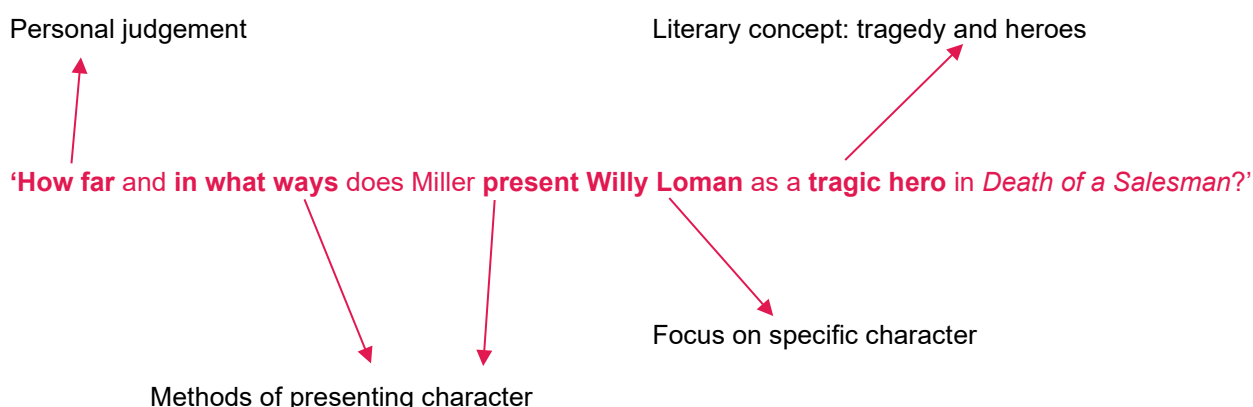 Personal judgement
Literary concept: tragedy and heroes
‘How far and in what ways does Miller present Willy Loman as a tragic hero in Death of a Salesman?’
Focus on specific character
Methods of presenting character